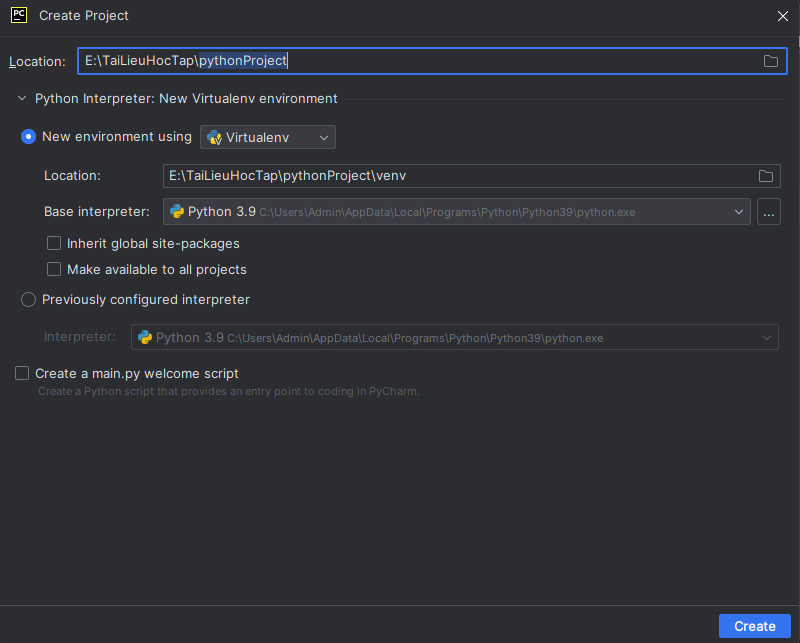 PC Create Project
Location: E:\TaiLieuHocTap\pythonProject
Python Interpreter: New Virtualenv environment
New environment using Virtualenv
Location: E:\TaiLieuHocTap\pythonProject\venv
Base interpreter: Python 3.9 C:\Users\Admin\AppData\Local\Programs\Python\Python39\python.exe ...
Inherit global site-packages
Make available to all projects
Previously configured interpreter
Interpreter: Python 3.9 C:\Users\Admin\AppData\Local\Programs\Python\Python39\python.exe
Create a main.py welcome script
Create a Python script that provides an entry point to coding in PyCharm.
Create